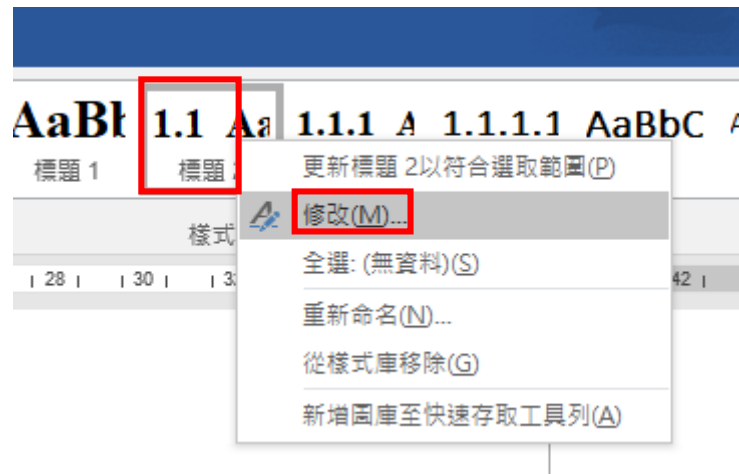 AaBb 1.1 Aa 1.1.1 A 1.1.1.1 AaBbC
標題 1 標題
更新標題 2以符合選取範圍(P)
修改(M)...
樣式
全選: (無資料)(S)
28 30 42
重新命名(N)...
從樣式庫移除(G)
新增圖庫至快速存取工具列(A)